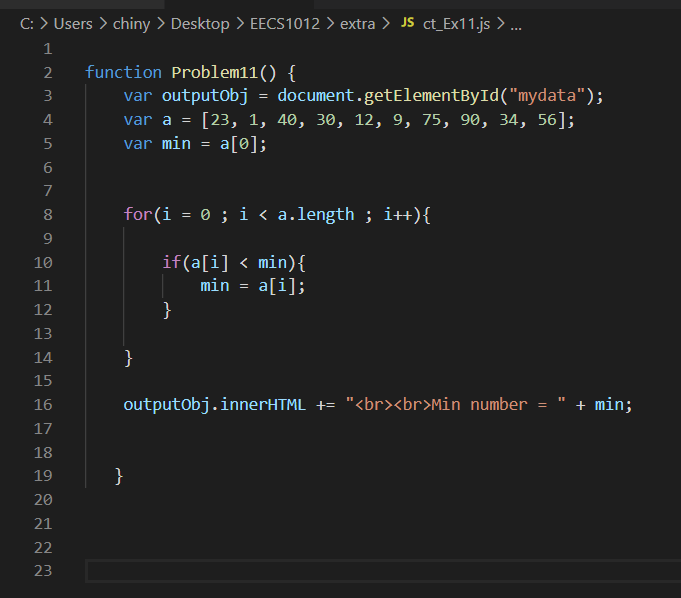 C: > Users > chiny > Desktop > EECS1012 > extra > JS ct_Ex11.js > ...
1
2 function Problem11() {
3     var outputObj = document.getElementById("mydata");
4     var a = [23, 1, 40, 30, 12, 9, 75, 90, 34, 56];
5     var min = a[0];
6
7
8     for(i = 0 ; i < a.length ; i++){
9
10         if(a[i] < min){
11             min = a[i];
12         }
13
14     }
15
16     outputObj.innerHTML += "<br><br>Min number = " + min;
17
18
19    }
20
21
22
23